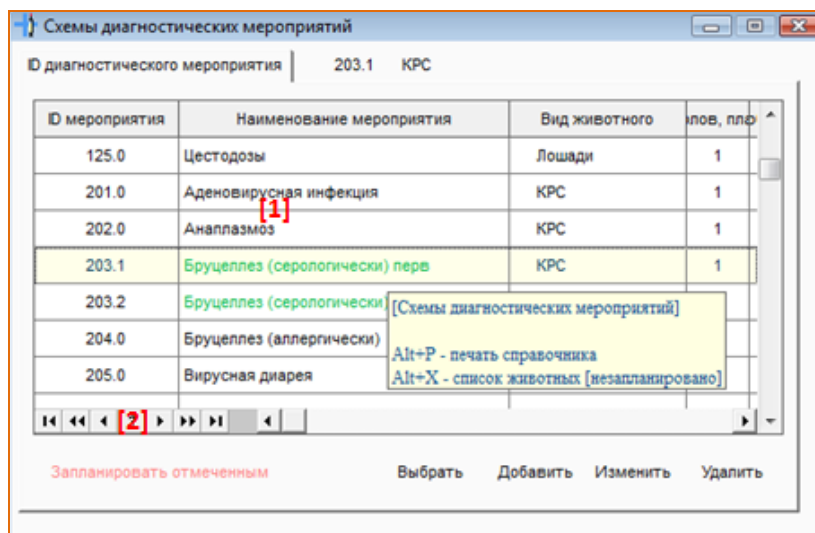 Схемы диагностических мероприятий
ID диагностического мероприятия 203.1 КРС
ID мероприятия Наименование мероприятия Вид животного
125.0 Цестодозы Лошади 1
201.0 Аденовирусная инфекция КРС 1
[1]
202.0 Анаплазмоз КРС 1
203.1 Бруцеллез (серологически) перв КРС 1
203.2 Бруцеллез (серологически)
[Схемы диагностических мероприятий]
204.0 Бруцеллез (аллергически)
Alt+P - печать справочника
205.0 Вирусная диарея
Alt+X - список животных [незапланировано]
[2]
Запланировать отмеченным Выбрать Добавить Изменить Удалить